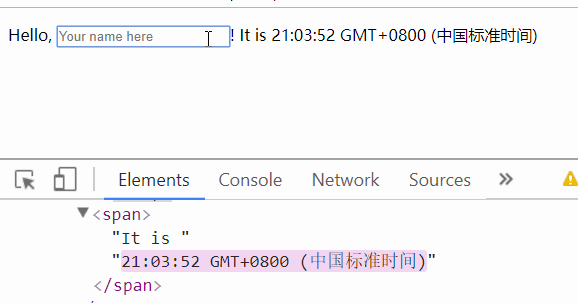 Hello, Your name here! It is 21:03:52 GMT+0800 (中国标准时间)
Elements Console Network Sources »
<span>
"It is "
"21:03:52 GMT+0800 (中国标准时间)"
</span>